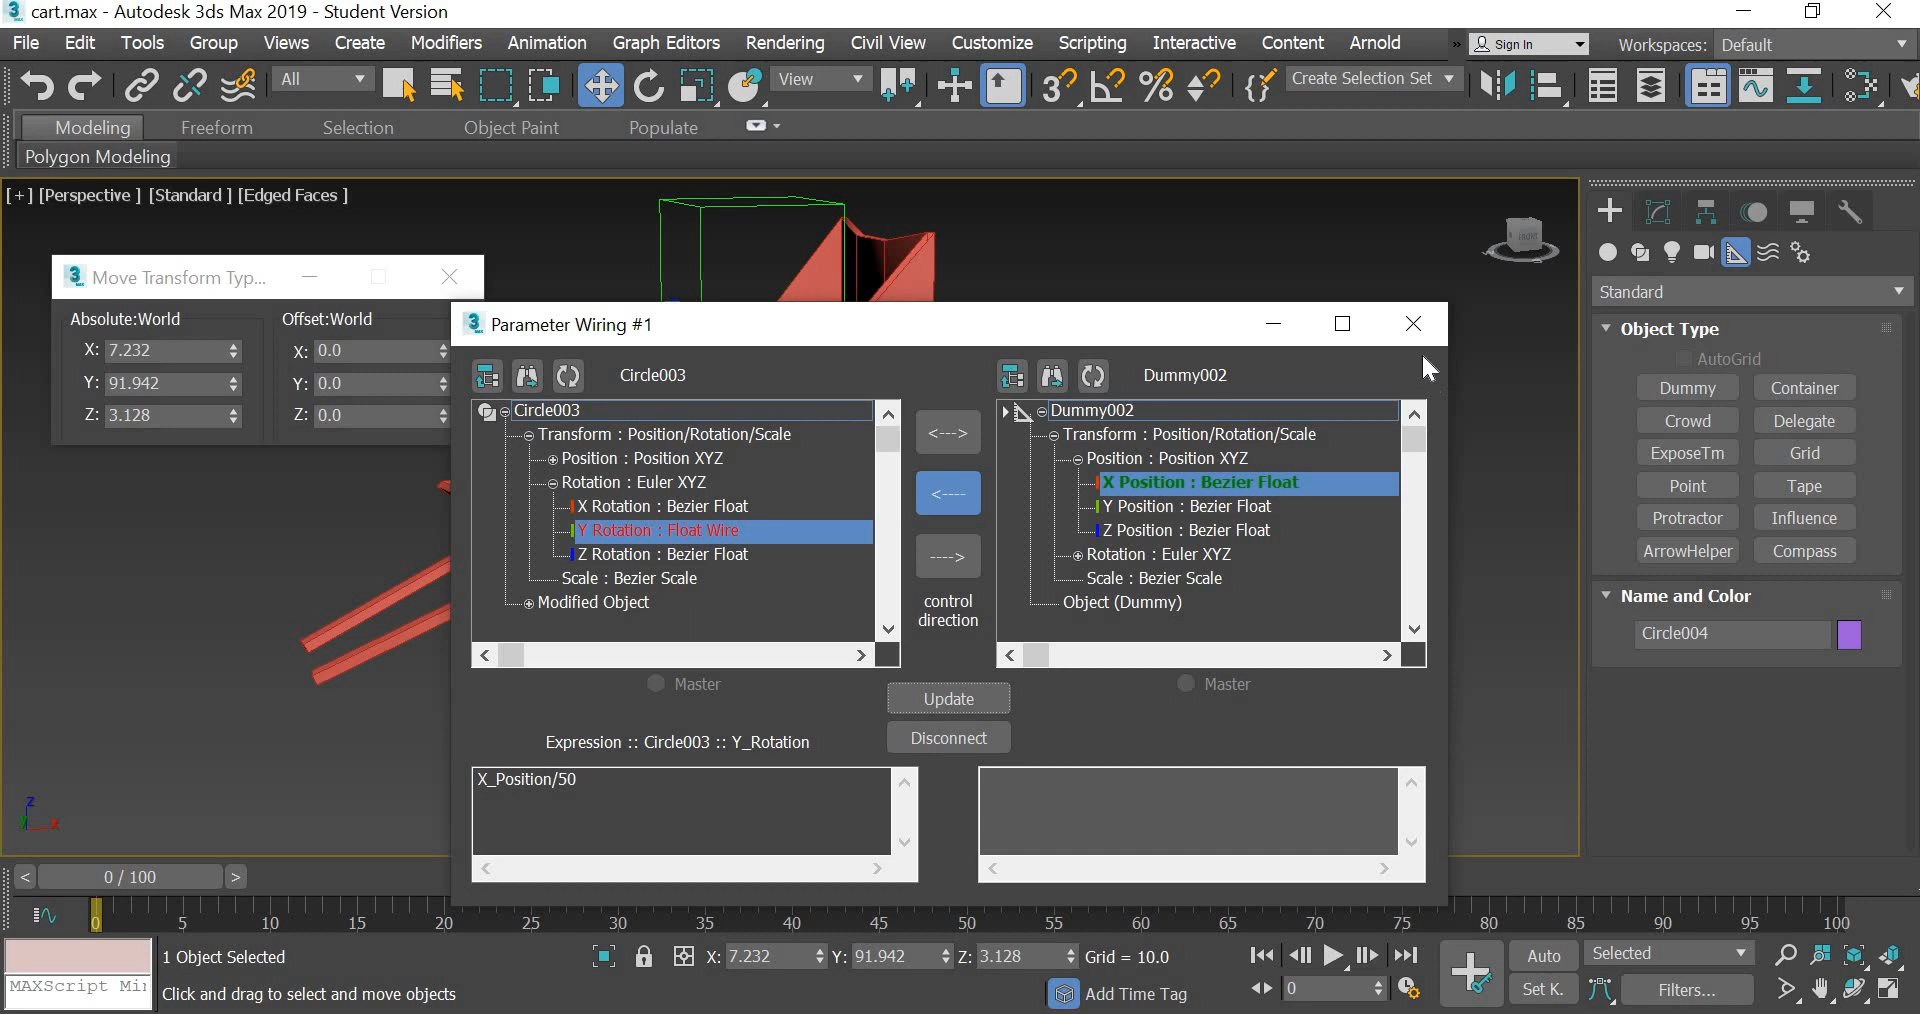 cart.max - Autodesk 3ds Max 2019 - Student Version
File Edit Tools Group Views Create Modifiers Animation Graph Editors Rendering Civil View Customize Scripting Interactive Content Arnold » Sign In Workspaces: Default
All View Create Selection Set
Modeling Freeform Selection Object Paint Populate
Polygon Modeling
[+] [Perspective ] [Standard ] [Edged Faces ]
Move Transform Typ...
Absolute:World Offset:World
X: 7.232 X: 0.0
Y: 91.942 Y: 0.0
Z: 3.128 Z: 0.0
Parameter Wiring #1
Circle003 Dummy002
Circle003
Transform : Position/Rotation/Scale
Position : Position XYZ
Rotation : Euler XYZ
X Rotation : Bezier Float
Y Rotation : Float Wire
Z Rotation : Bezier Float
Scale : Bezier Scale
Modified Object
<--->
<----
---->
control
direction
Dummy002
Transform : Position/Rotation/Scale
Position : Position XYZ
X Position : Bezier Float
Y Position : Bezier Float
Z Position : Bezier Float
Rotation : Euler XYZ
Scale : Bezier Scale
Object (Dummy)
Master Master
Update
Disconnect
Expression :: Circle003 :: Y_Rotation
X_Position/50
Standard
Object Type
AutoGrid
Dummy Container
Crowd Delegate
ExposeTm Grid
Point Tape
Protractor Influence
ArrowHelper Compass
Name and Color
Circle004
z
x
< 0 / 100 >
0 5 10 15 20 25 30 35 40 45 50 55 60 65 70 75 80 85 90 95 100
1 Object Selected X: 7.232 Y: 91.942 Z: 3.128 Grid = 10.0 Auto Selected
MAXScript Mi Click and drag to select and move objects Add Time Tag 0 Set K. Filters...